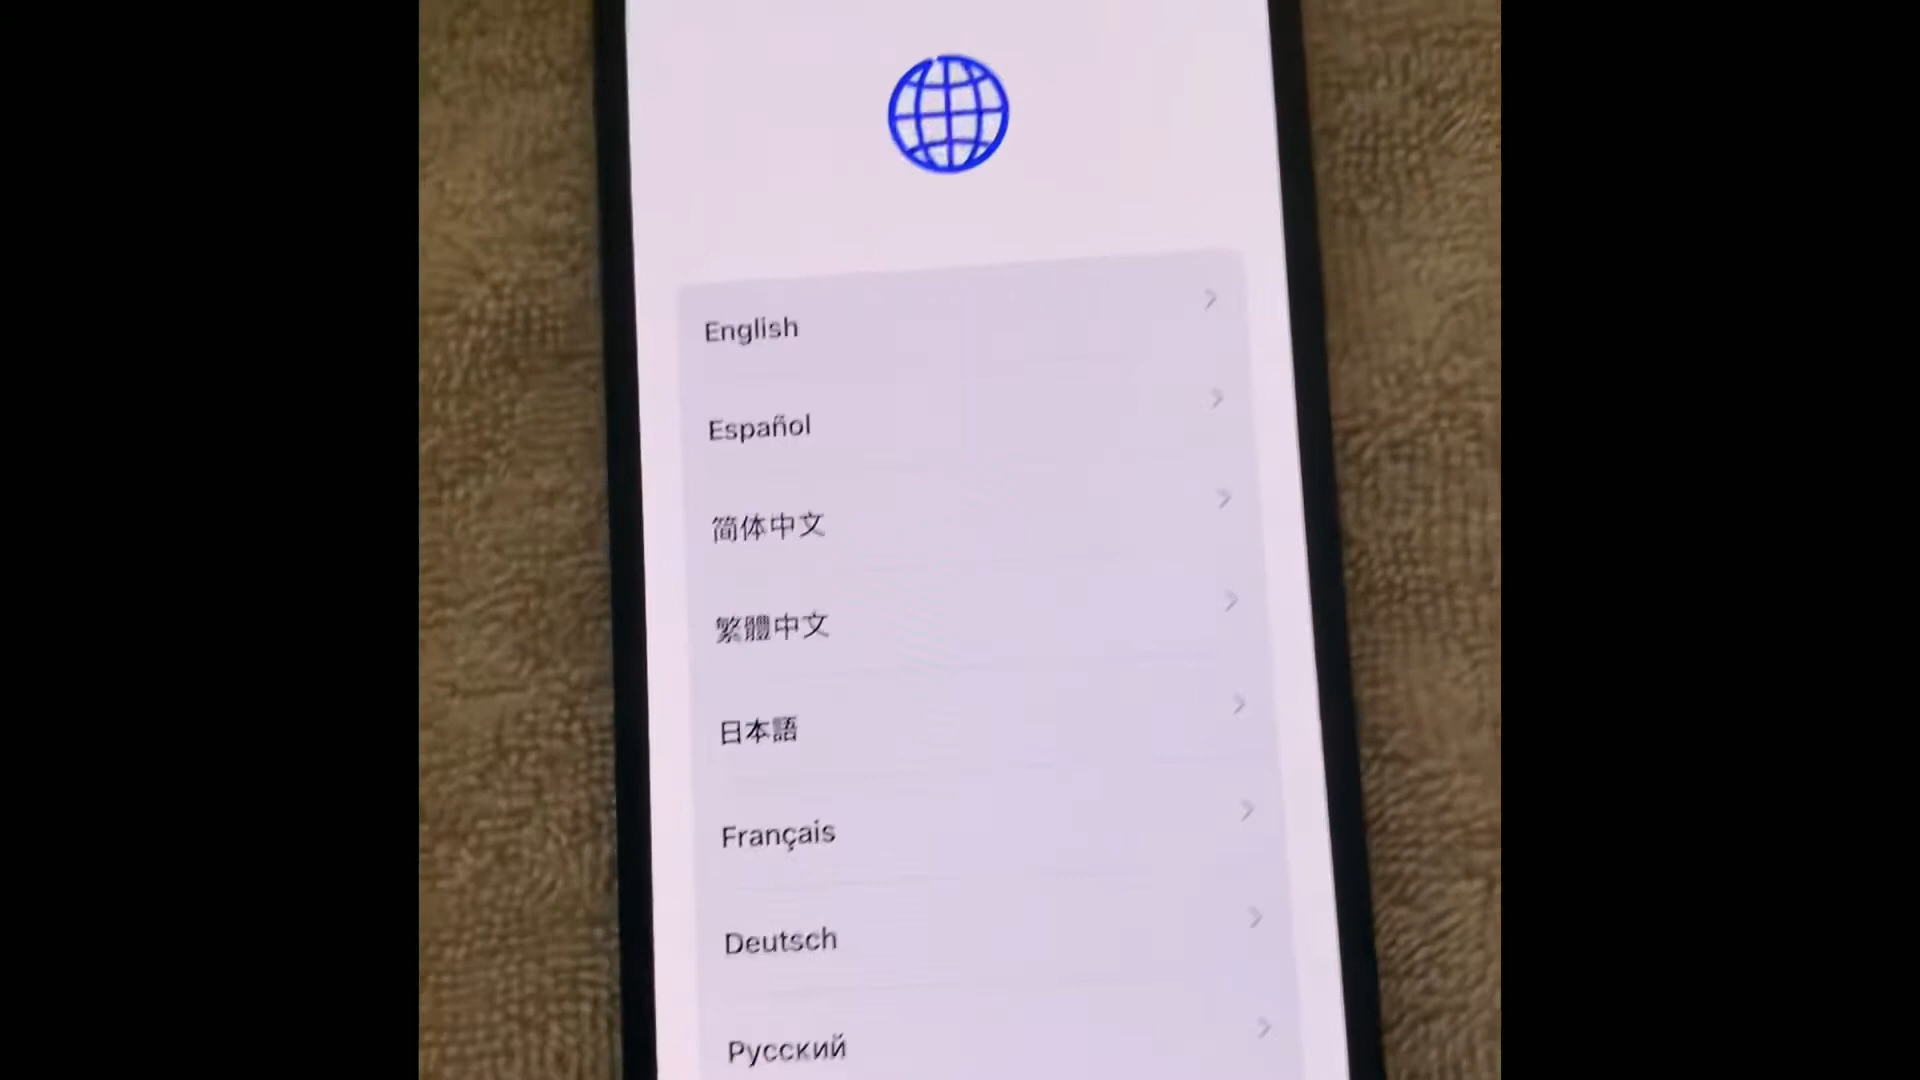 English
Español
简体中文
繁體中文
日本語
Français
Deutsch
Русский